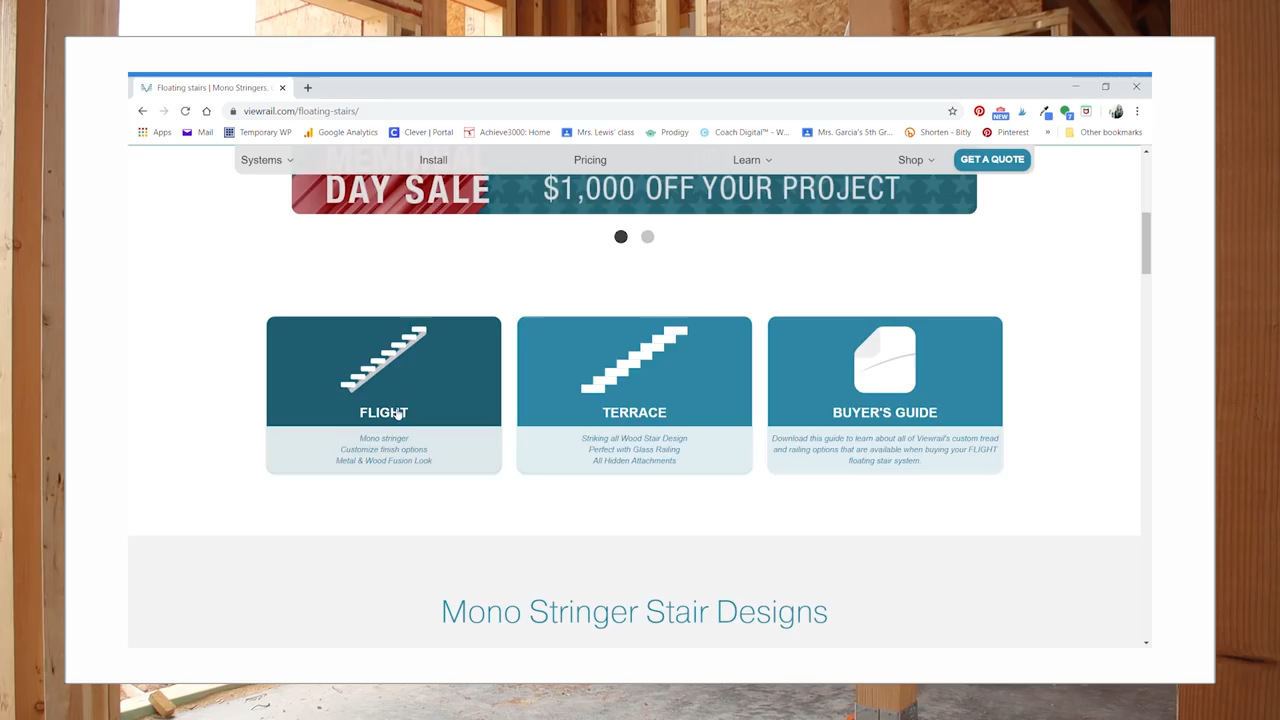 Floating stairs | Mono Stringers,
viewrail.com/floating-stairs/
NEW
7
Apps Mail Temporary WP Google Analytics Clever | Portal Achieve3000: Home Mrs. Lewis' class Prodigy Coach Digital™ - W... Mrs. Garcia's 5th Gr... Shorten - Bitly Pinterest » Other bookmarks
Systems Install Pricing Learn Shop GET A QUOTE
MEMORIAL
DAY SALE $1,000 OFF YOUR PROJECT
FLIGHT
Mono stringer
Customize finish options
Metal & Wood Fusion Look
TERRACE
Striking all Wood Stair Design
Perfect with Glass Railing
All Hidden Attachments
BUYER'S GUIDE
Download this guide to learn about all of Viewrail's custom tread
and railing options that are available when buying your FLIGHT
floating stair system.
Mono Stringer Stair Designs